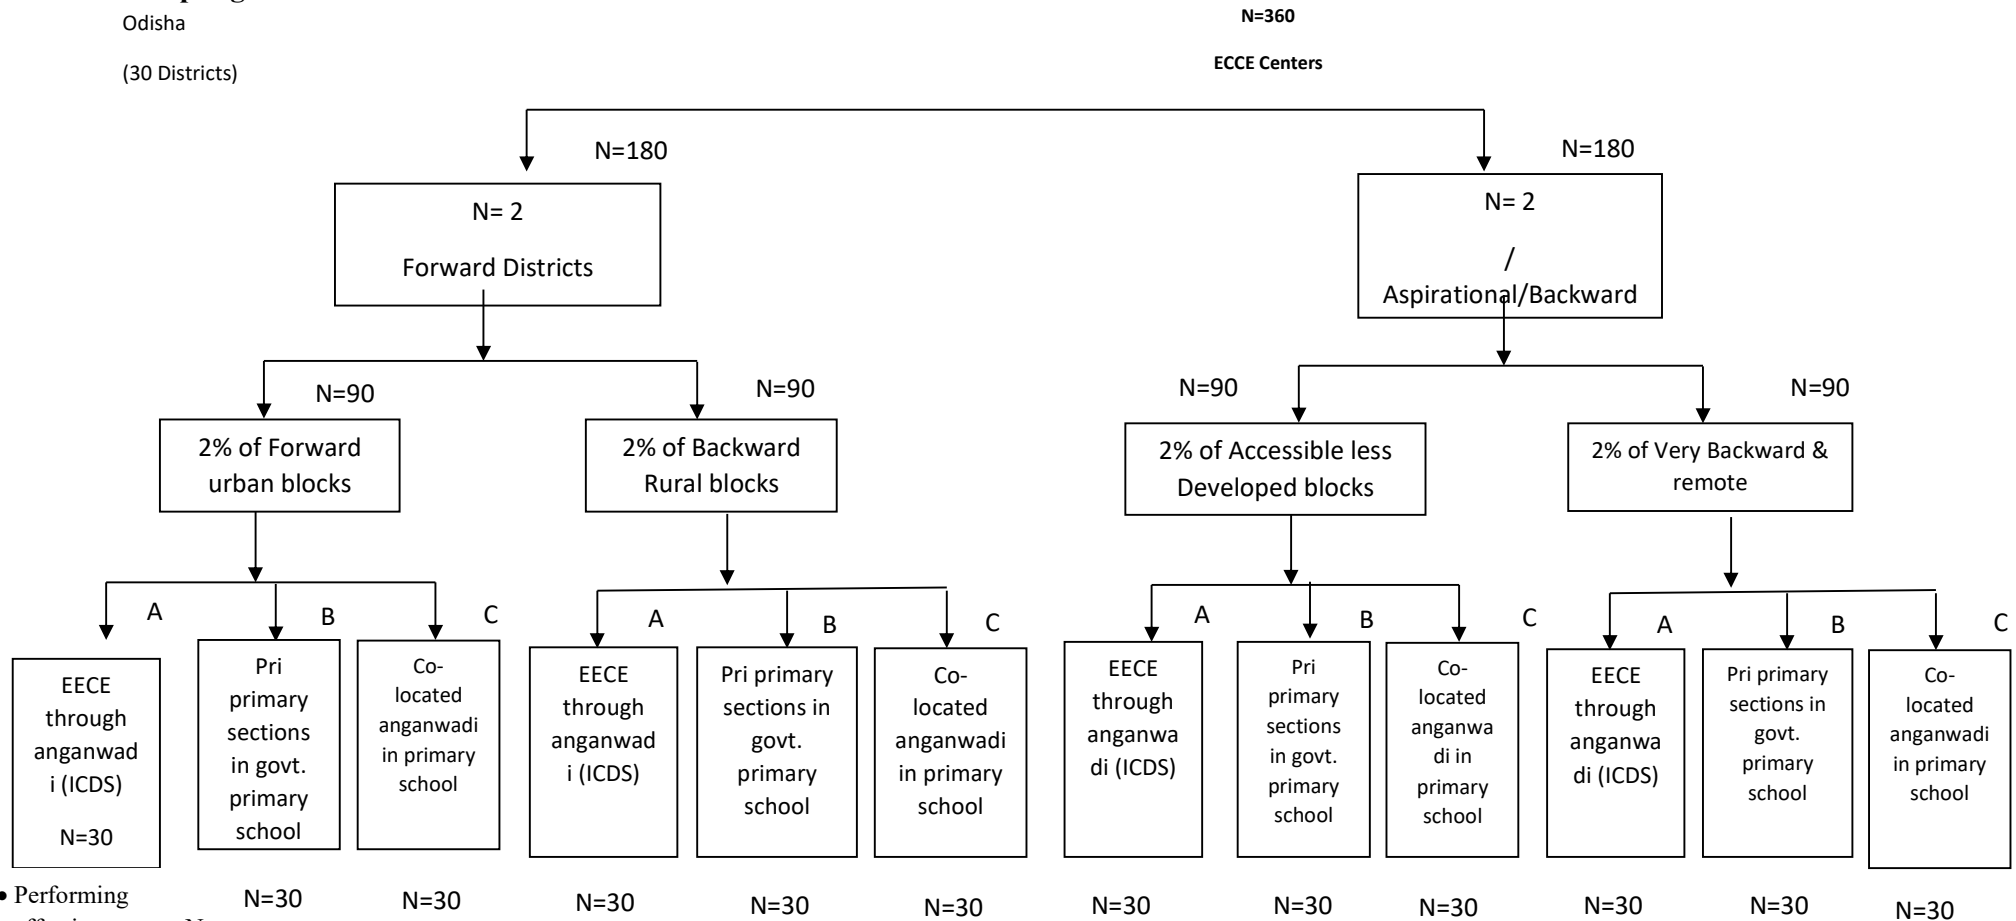 Odisha
N=360
(30 Districts)
ECCE Centers
N=180
N=180
N= 2
Forward Districts
N= 2
/
Aspirational/Backward
N=90
N=90
N=90
N=90
2% of Forward
urban blocks
2% of Backward
Rural blocks
2% of Accessible less
Developed blocks
2% of Very Backward &
remote
A
B
C
A
B
C
A
B
C
A
B
C
EECE
through
anganwad
i (ICDS)
N=30
Pri
primary
sections
in govt.
primary
school
Co-
located
anganwadi
in primary
school
EECE
through
anganwad
i (ICDS)
Pri primary
sections in
govt.
primary
school
Co-
located
anganwadi
in primary
school
EECE
through
anganwa
di (ICDS)
Pri
primary
sections
in govt.
primary
school
Co-
located
anganwa
di in
primary
school
EECE
through
anganwa
di (ICDS)
Pri primary
sections in
govt.
primary
school
Co-
located
anganwadi
in primary
school
• Performing
N=30
N=30
N=30
N=30
N=30
N=30
N=30
N=30
N=30
N=30
N=30